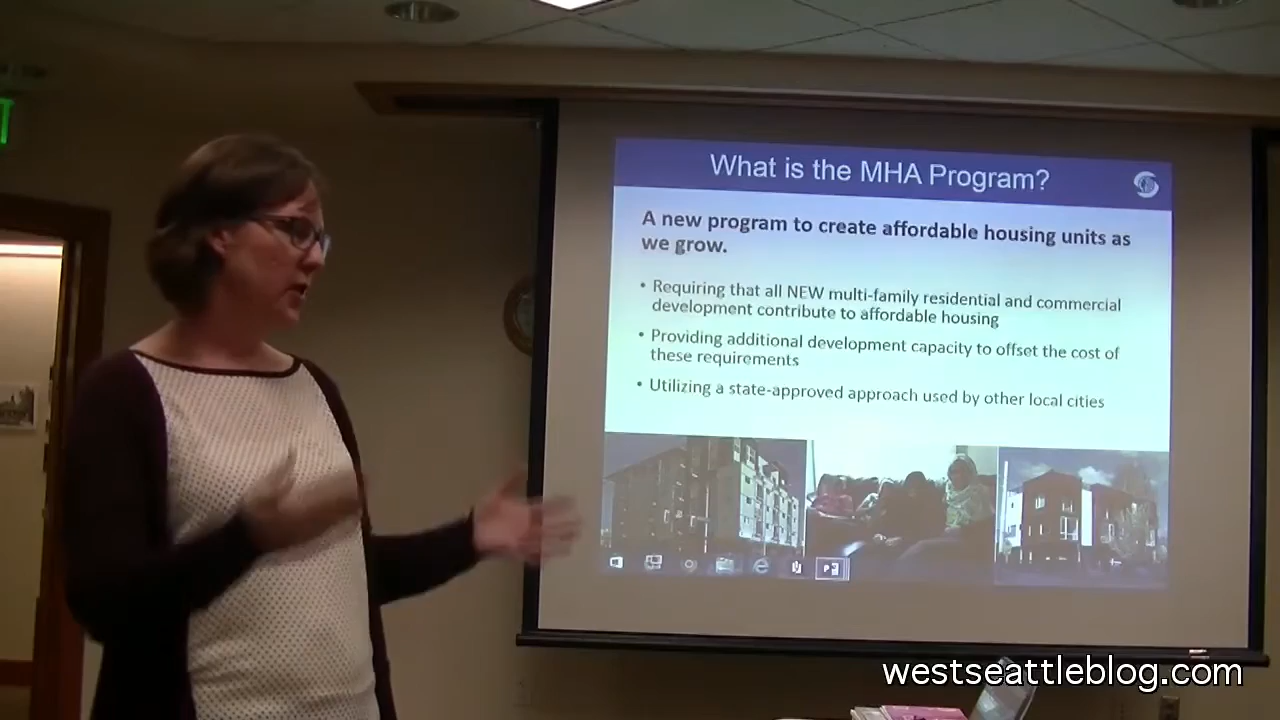 What is the MHA Program?
A new program to create affordable housing units as
we grow.
• Requiring that all NEW multi-family residential and commercial
development contribute to affordable housing
• Providing additional development capacity to offset the cost of
these requirements
• Utilizing a state-approved approach used by other local cities
westseattleblog.com